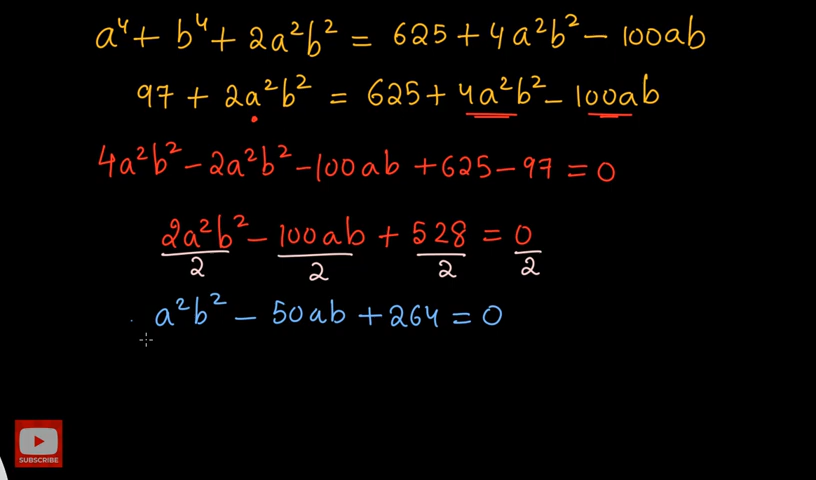 a⁴ + b⁴ + 2a²b² = 625 + 4a²b² − 100ab
97 + 2a²b² = 625 + 4a²b² − 100ab
4a²b² − 2a²b² − 100ab + 625 − 97 = 0
2a²b² − 100ab + 528 = 0
2 2 2 2
a²b² − 50ab + 264 = 0
SUBSCRIBE